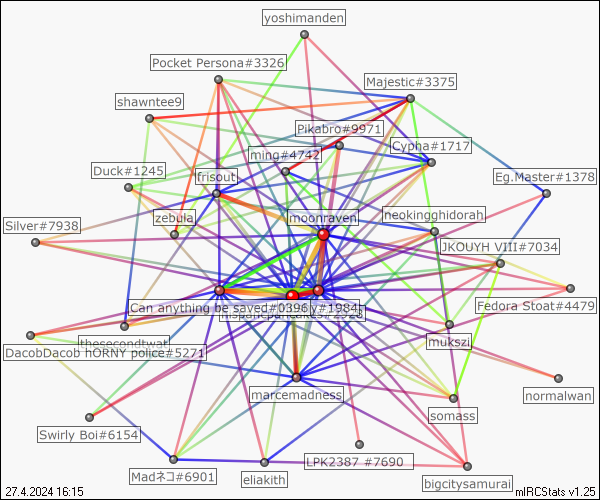 yoshimanden
Pocket Persona#3326
Majestic#3375
shawntee9
Pikabro#9971
Cypha#1717
ming#4742
Duck#1245
frisout
Eg.Master#1378
zebula
moonraven
neokingghidorah
Silver#7938
JKOUYH VIII#7034
Can anything be saved#0396
y#1984
Fedora Stoat#4479
thesecondtwat
mukszi
DacobDacob hORNY police#5271
marcemadness
normalwan
somass
Swirly Boi#6154
LPK2387 #7690
Madネコ#6901
eliakith
bigcitysamurai
27.4.2024 16:15
mIRCStats v1.25